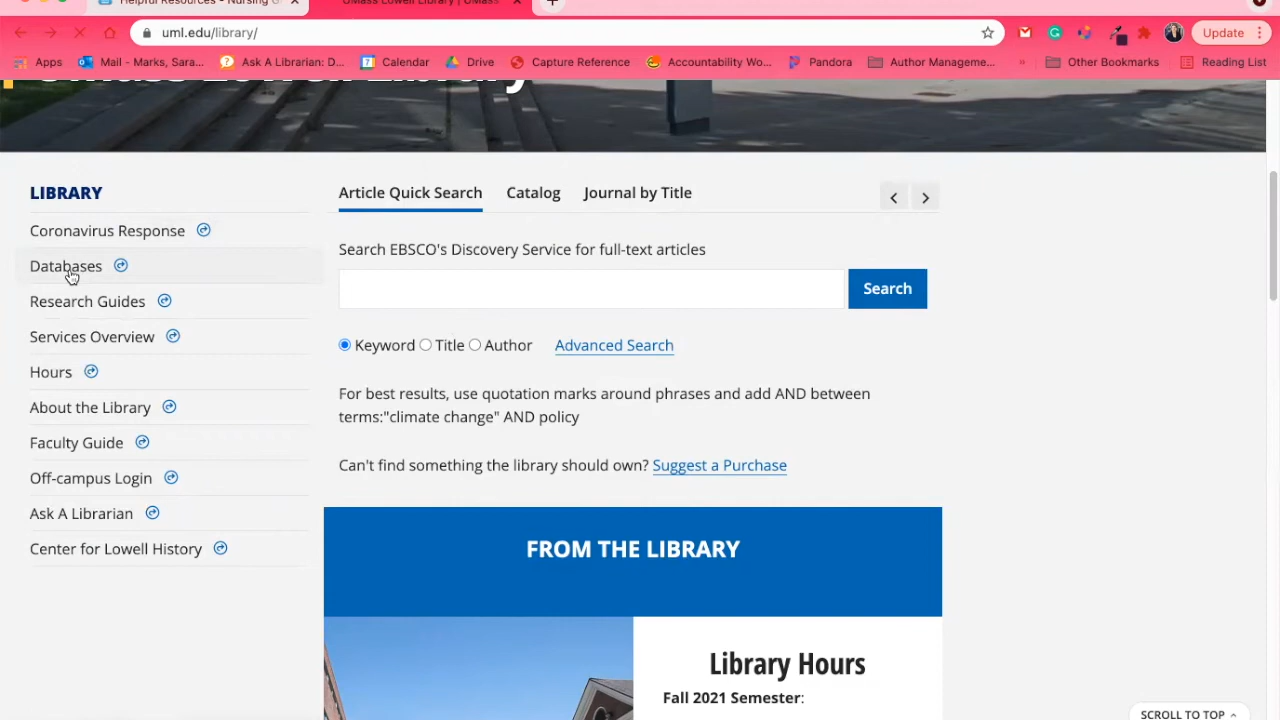 Helpful Resources - Nursing G
UMass Lowell Library | UMass
uml.edu/library/
Update
Apps
Mail - Marks, Sara...
Ask A Librarian: D...
Calendar
Drive
Capture Reference
Accountability Wo...
Pandora
Author Manageme...
»
Other Bookmarks
Reading List
LIBRARY
Coronavirus Response
Databases
Research Guides
Services Overview
Hours
About the Library
Faculty Guide
Off-campus Login
Ask A Librarian
Center for Lowell History
Article Quick Search
Catalog
Journal by Title
Search EBSCO's Discovery Service for full-text articles
Search
Keyword
Title
Author
Advanced Search
For best results, use quotation marks around phrases and add AND between
terms:"climate change" AND policy
Can't find something the library should own? Suggest a Purchase
FROM THE LIBRARY
Library Hours
Fall 2021 Semester:
SCROLL TO TOP